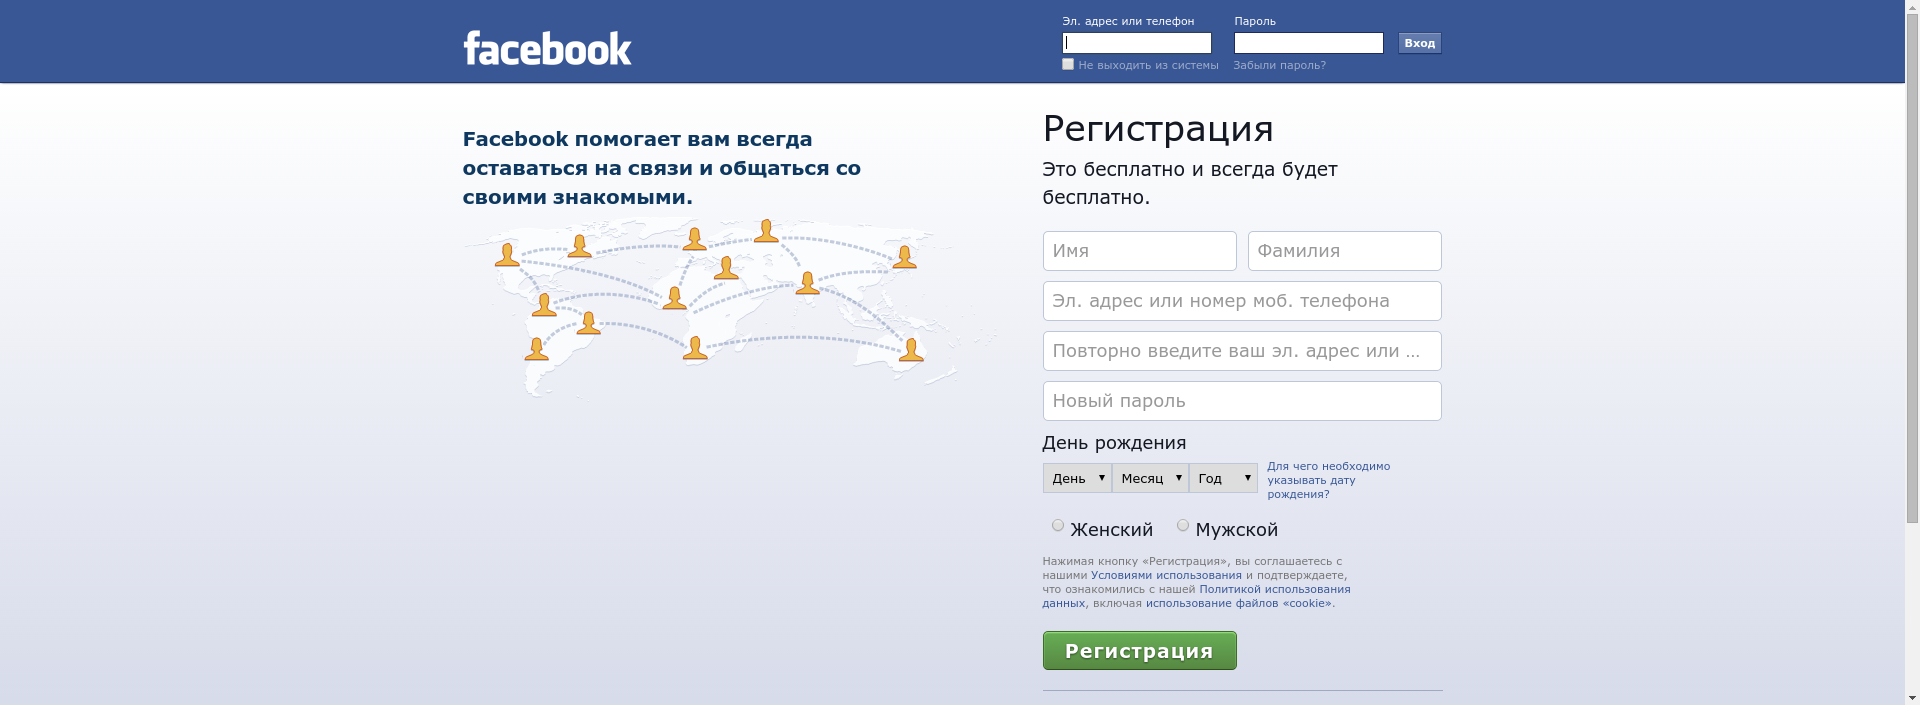 facebook
Эл. адрес или телефон
Пароль
Вход
Не выходить из системы
Забыли пароль?
Facebook помогает вам всегда
оставаться на связи и общаться со
своими знакомыми.
Регистрация
Это бесплатно и всегда будет
бесплатно.
Имя
Фамилия
Эл. адрес или номер моб. телефона
Повторно введите ваш эл. адрес или ...
Новый пароль
День рождения
День
Месяц
Год
Для чего необходимо
указывать дату
рождения?
Женский
Мужской
Нажимая кнопку «Регистрация», вы соглашаетесь с
нашими Условиями использования и подтверждаете,
что ознакомились с нашей Политикой использования
данных, включая использование файлов «cookie».
Регистрация